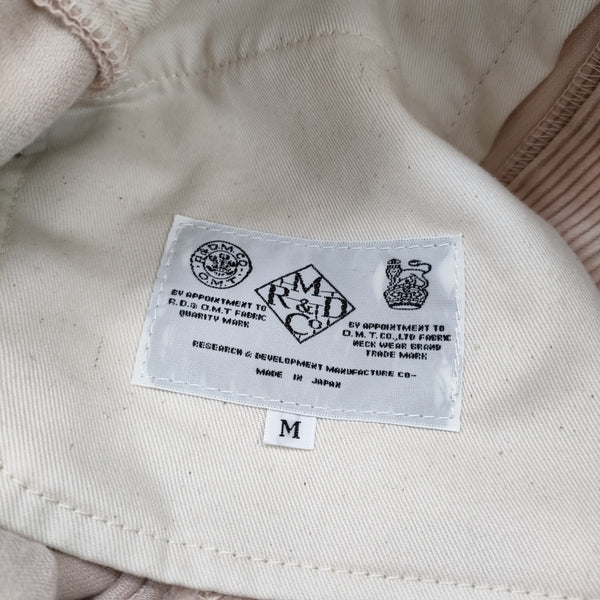 R&D.M.CO
O.M.T.
BY APPOINTMENT TO
R.D.& O.M.T FABRIC
QUARITY MARK
M
R & D
Co
BY APPOINTMENT TO
O.M.T.CO.,LTD FABRIC
NECK WEAR BRAND
TRADE MARK
RESEARCH & DEVELOPMENT MANUFACTURE CO-
MADE IN JAPAN
M